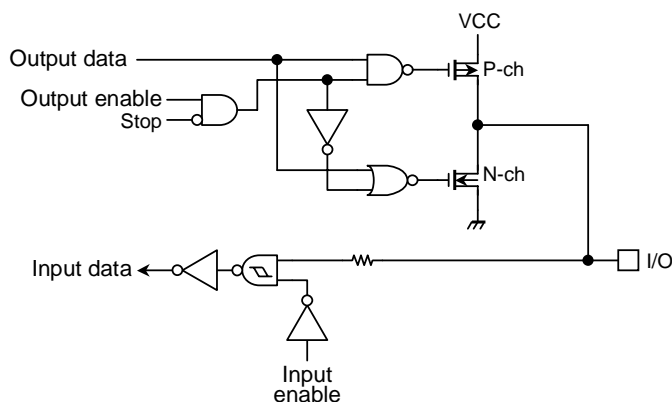 VCC
Output data
P-ch
Output enable
Stop
N-ch
Input data
I/O
Input
enable